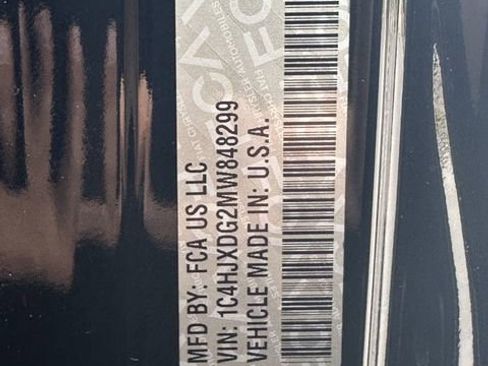 MFD BY: FCA US LLC
VIN: 1C4HJXDG2MW848299
VEHICLE MADE IN: U.S.A.